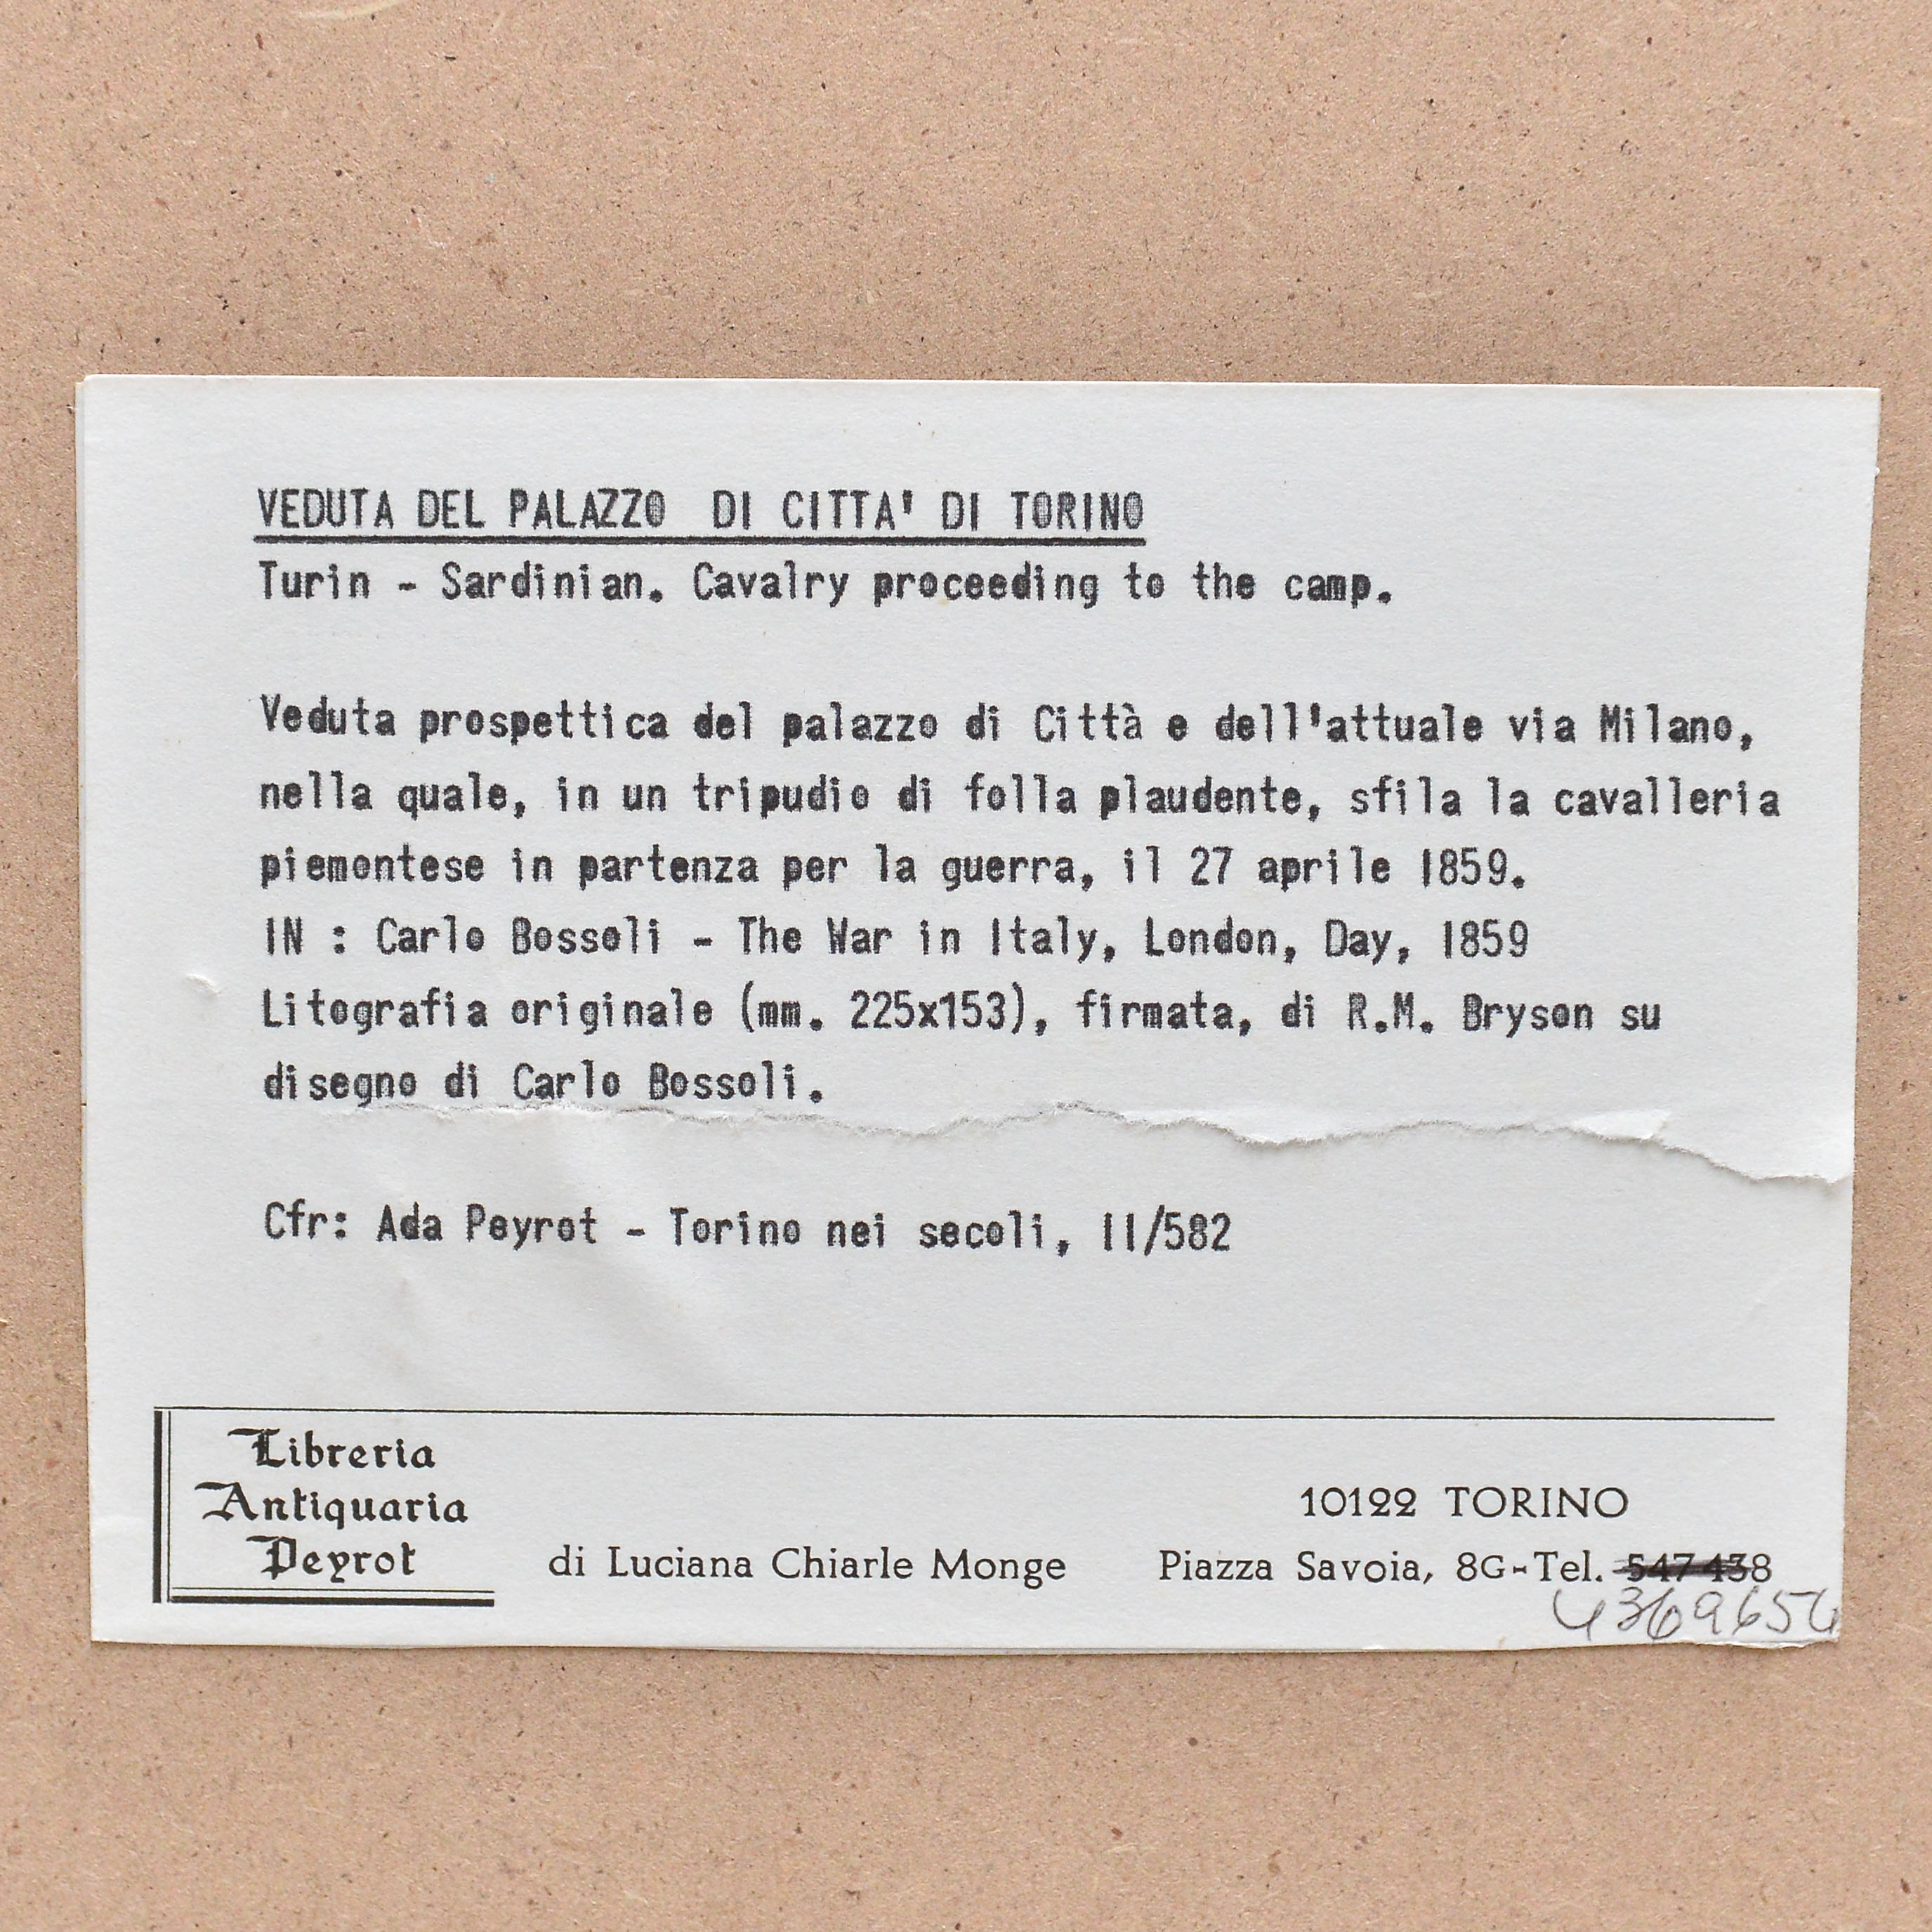 VEDUTA DEL PALAZZO DI CITTA' DI TORINO
Turin - Sardinian. Cavalry proceeding to the camp.
Veduta prospettica del palazzo di Città e dell'attuale via Milano,
nella quale, in un tripudio di folla plaudente, sfila la cavalleria
piemontese in partenza per la guerra, il 27 aprile 1859.
IN : Carlo Bossoli - The War in Italy, London, Day, 1859
Litografia originale (mm. 225x153), firmata, di R.M. Bryson su
disegno di Carlo Bossoli.
Cfr: Ada Peyrot - Torino nei secoli, II/582
Libreria
Antiquaria
Peyrot
di Luciana Chiarle Monge
10122 TORINO
Piazza Savoia, 8G-Tel. 547438
4369654